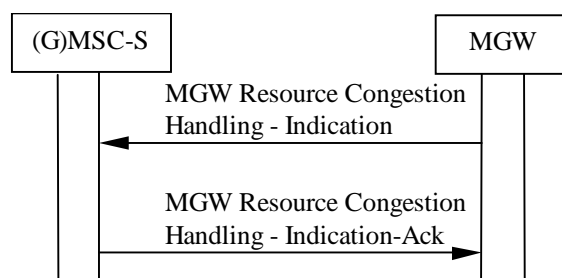 (G)MSC-S
MGW
MGW Resource Congestion
Handling - Indication
MGW Resource Congestion
Handling - Indication-Ack